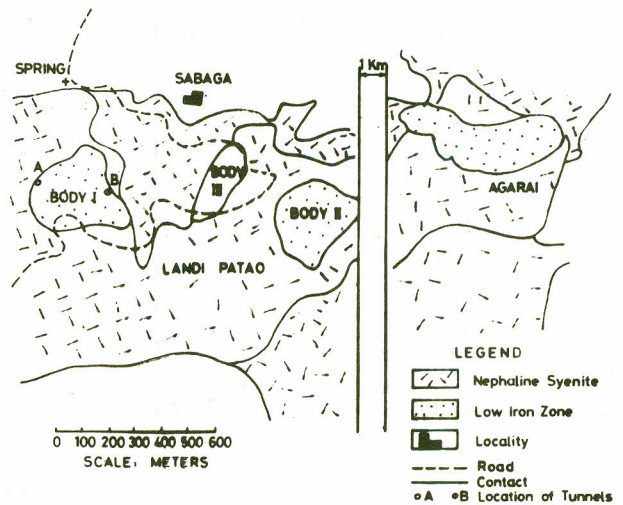 1 Km
SPRING
SABAGA
A
B
BODY I
BODY
III
AGARAI
BODY II
LANDI PATAO
LEGEND
Nephaline Syenite
Low Iron Zone
Locality
Road
Contact
A B Location of Tunnels
0 100 200 300 400 500 600
SCALE: METERS